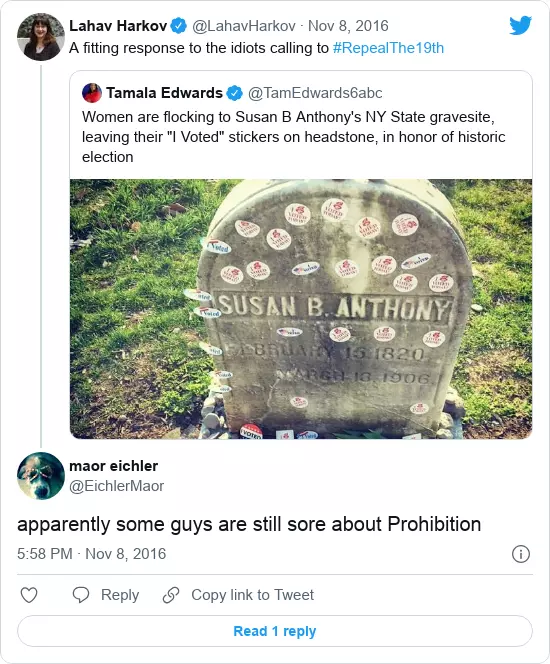 Lahav Harkov @LahavHarkov · Nov 8, 2016
A fitting response to the idiots calling to #RepealThe19th
Tamala Edwards @TamEdwards6abc
Women are flocking to Susan B Anthony's NY State gravesite,
leaving their "I Voted" stickers on headstone, in honor of historic
election
SUSAN B. ANTHONY
FEBRUARY 15.1820
MARCH 13.1906.
maor eichler
@EichlerMaor
apparently some guys are still sore about Prohibition
5:58 PM · Nov 8, 2016
Reply
Copy link to Tweet
Read 1 reply